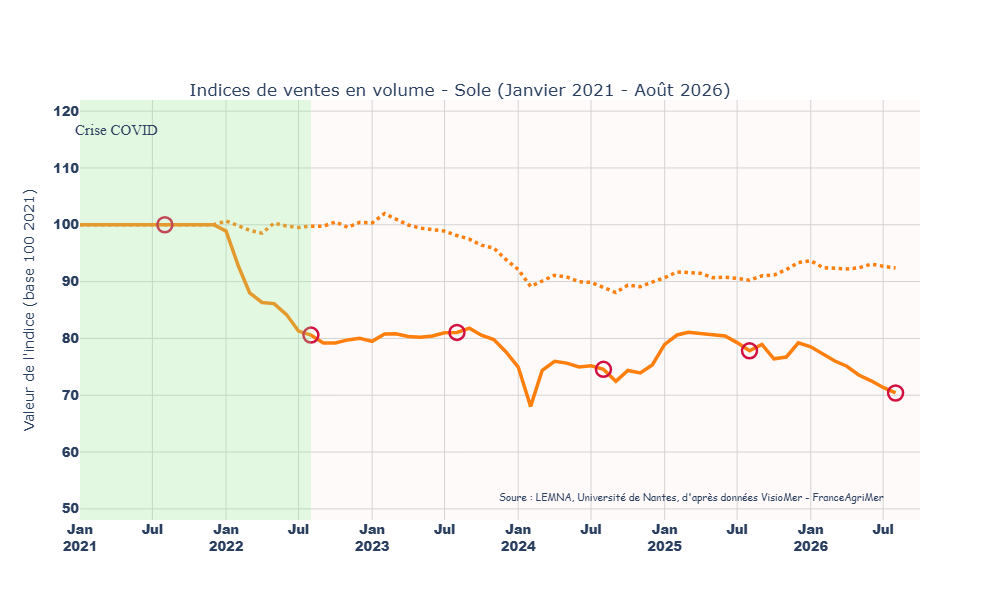 Indices de ventes en volume - Sole (Janvier 2021 - Août 2026)
Valeur de l'indice (base 100 2021)
120
Crise COVID
110
100
90
80
70
60
50
Soure : LEMNA, Université de Nantes, d'après données VisioMer - FranceAgriMer
Jan Jul Jan Jul Jan Jul Jan Jul Jan Jul Jan Jul
2021 2022 2023 2024 2025 2026